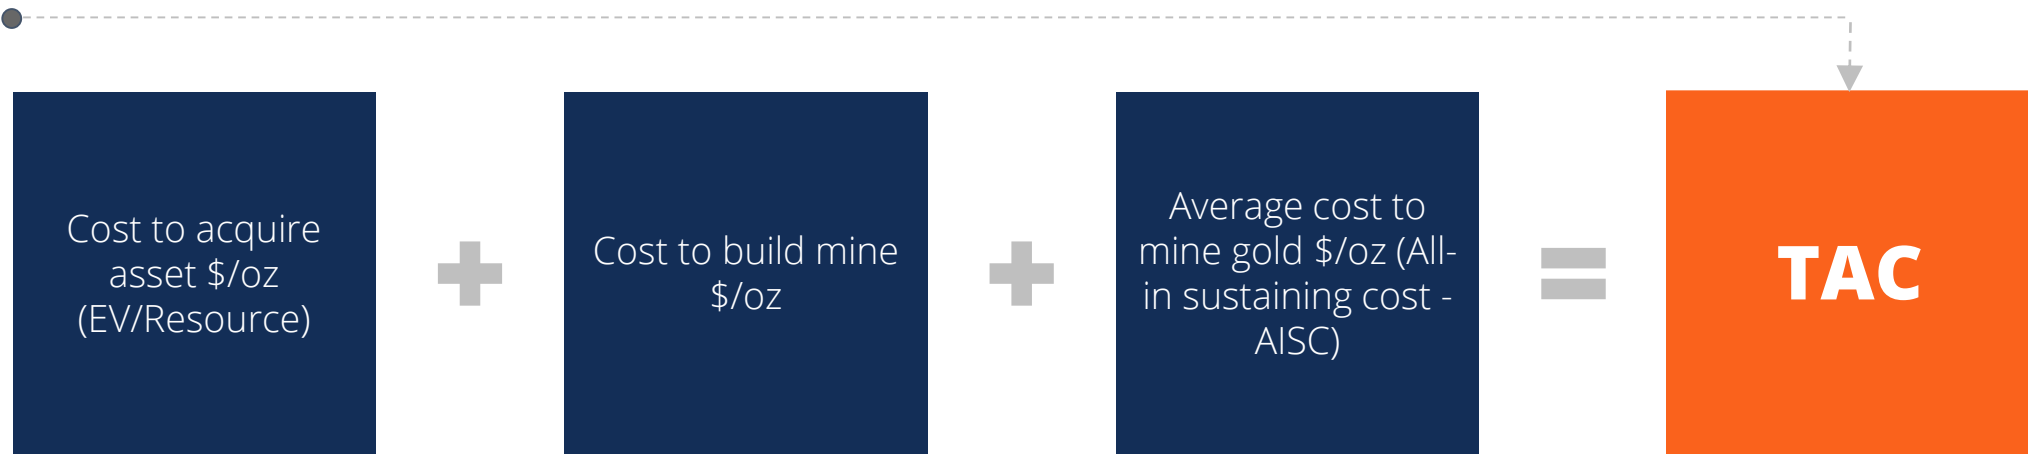 Cost to acquire
asset $/oz
(EV/Resource)
Cost to build mine
$/oz
Average cost to
mine gold $/oz (All-
in sustaining cost -
AISC)
TAC